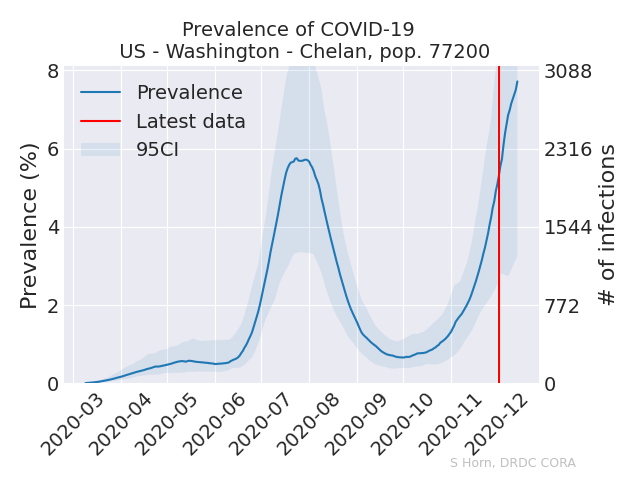 Prevalence of COVID-19
US - Washington - Chelan, pop. 77200
Prevalence
Latest data
95CI
Prevalence (%)
8
6
4
2
0
3088
2316
1544
772
0
# of infections
2020-03
2020-04
2020-05
2020-06
2020-07
2020-08
2020-09
2020-10
2020-11
2020-12
S Horn, DRDC CORA